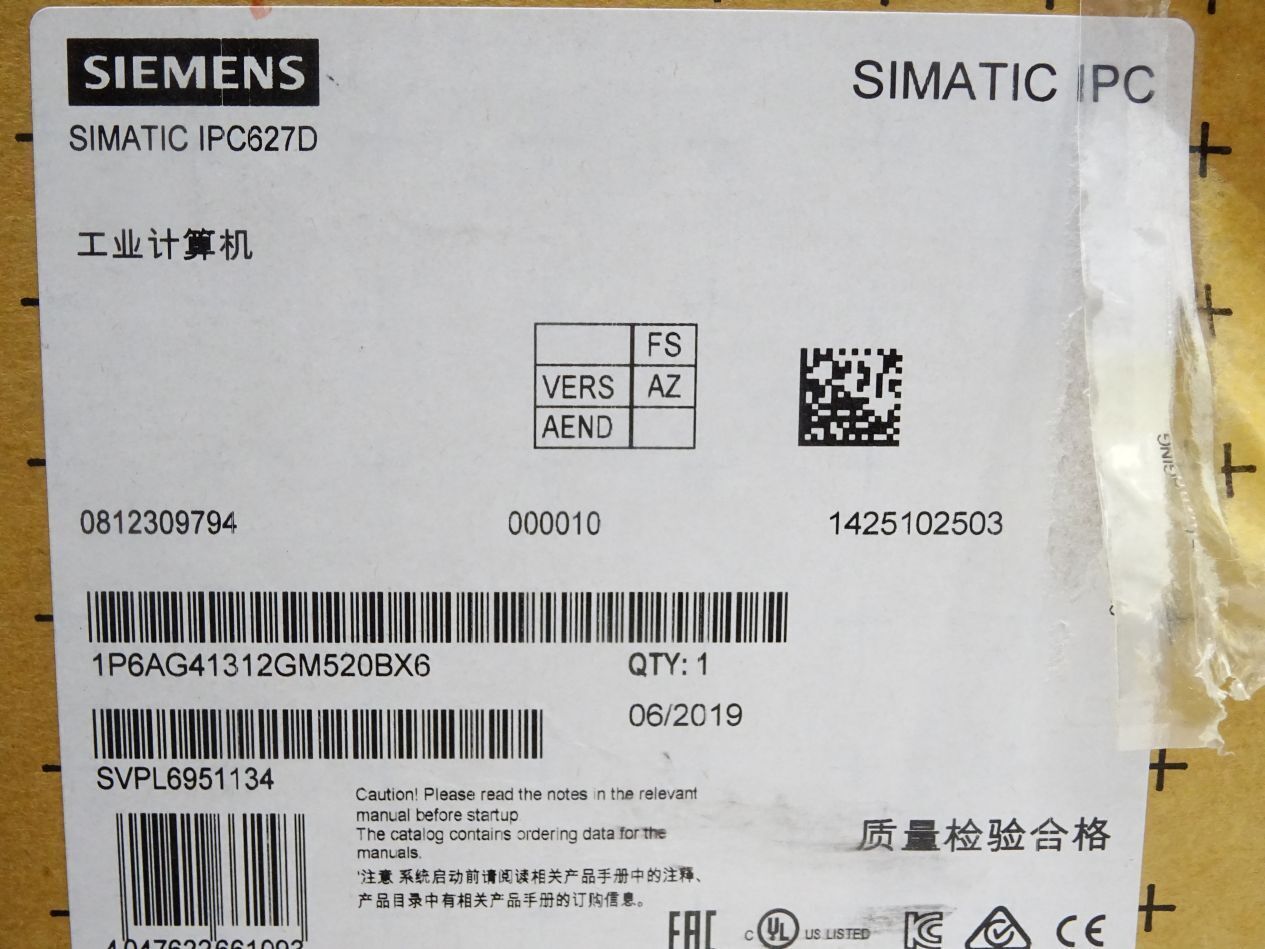 SIEMENS
SIMATIC IPC
SIMATIC IPC627D
工业计算机
FS
VERS AZ
AEND
0812309794 000010 1425102503
1P6AG41312GM520BX6 QTY: 1
06/2019
SVPL6951134
Caution! Please read the notes in the relevant
manual before startup
The catalog contains ordering data for the
manuals.
质量检验合格
'注意 系统启动前请阅读相关产品手册中的注释、
产品目录中有相关产品手册的订购信息。
EAC C UL US LISTED KC CE